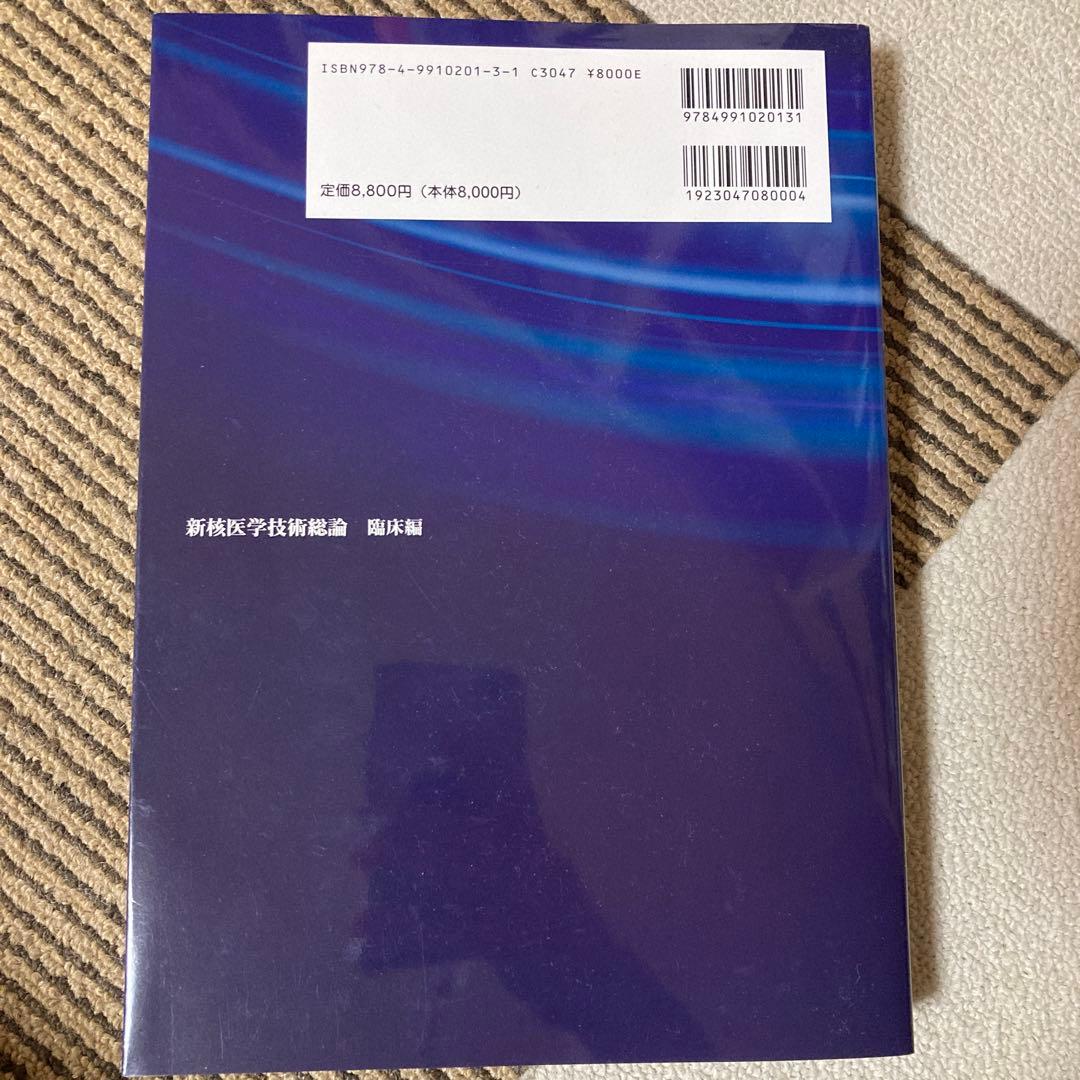 ISBN978-4-9910201-3-1 C3047 ¥8000E
9784991020131
定価8,800円（本体8,000円）
1923047080004
新核医学技術総論　臨床編